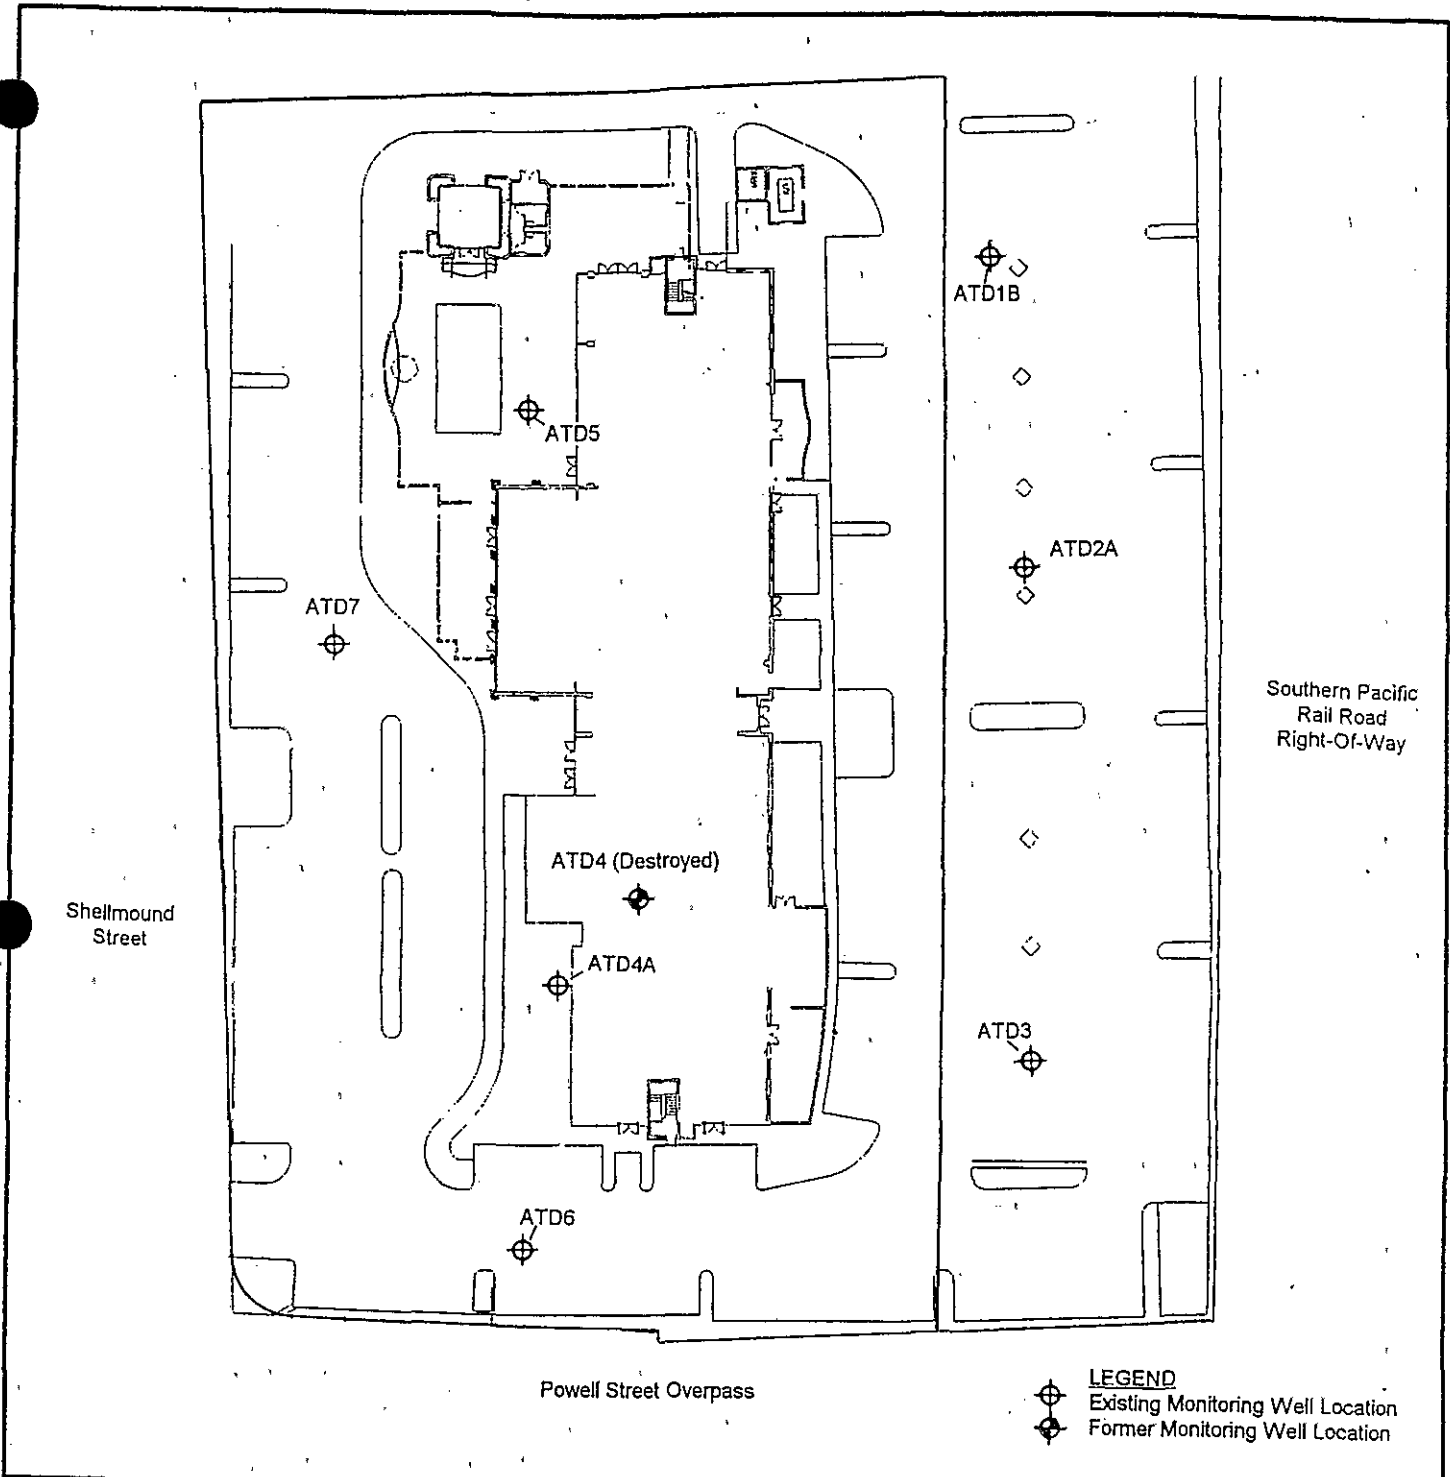 ATD1B
ATD5
ATD2A
ATD7
Southern Pacific
Rail Road
Right-Of-Way
ATD4 (Destroyed)
Shellmound
Street
ATD4A
ATD3
ATD6
Powell Street Overpass
LEGEND
Existing Monitoring Well Location
Former Monitoring Well Location